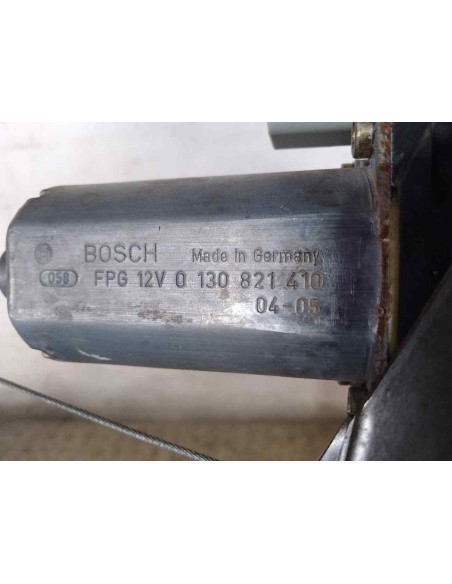 BOSCH Made in Germany
058 FPG 12V 0 130 821 410
04-05